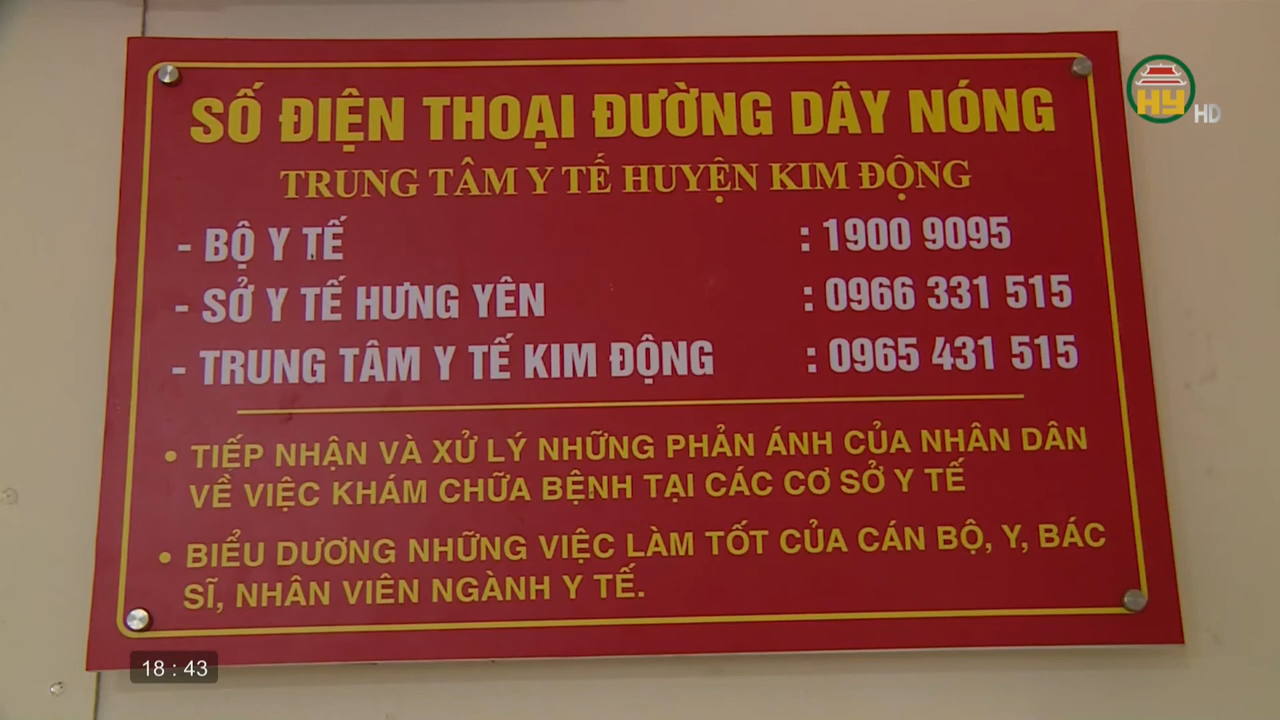 SỐ ĐIỆN THOẠI ĐƯỜNG DÂY NÓNG
TRUNG TÂM Y TẾ HUYỆN KIM ĐỘNG
- BỘ Y TẾ : 1900 9095
- SỞ Y TẾ HƯNG YÊN : 0966 331 515
- TRUNG TÂM Y TẾ KIM ĐỘNG : 0965 431 515
• TIẾP NHẬN VÀ XỬ LÝ NHỮNG PHẢN ÁNH CỦA NHÂN DÂN
VỀ VIỆC KHÁM CHỮA BỆNH TẠI CÁC CƠ SỞ Y TẾ
• BIỂU DƯƠNG NHỮNG VIỆC LÀM TỐT CỦA CÁN BỘ, Y, BÁC
SĨ, NHÂN VIÊN NGÀNH Y TẾ.
HY HD
18 : 43